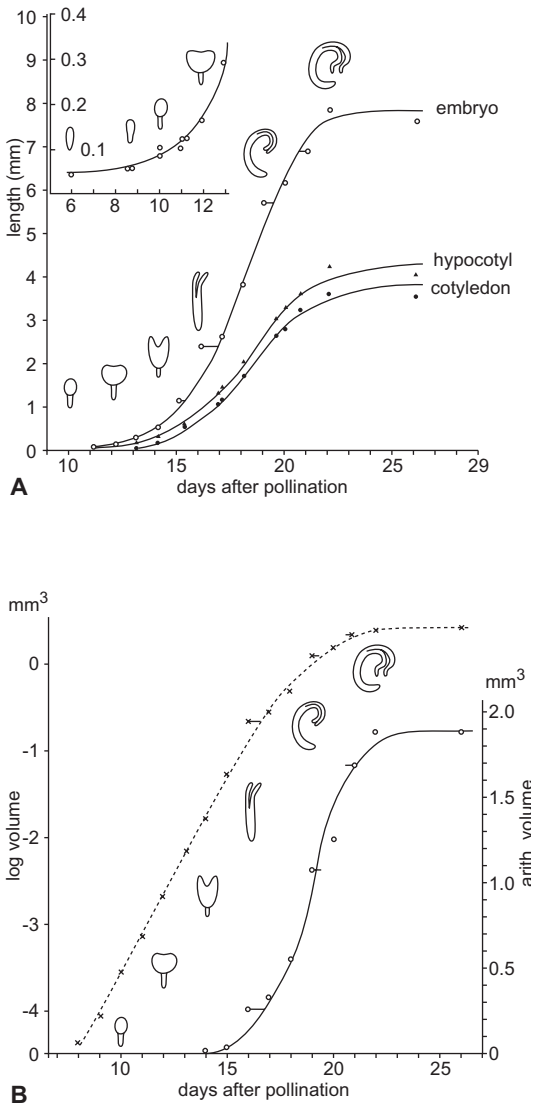 10
9
8
7
6
5
4
3
2
1
0
length (mm)
0.4
0.3
0.2
0.1
6 8 10 12
embryo
hypocotyl
cotyledon
10 15 20 25 29
A
days after pollination
mm3
0
-1
-2
-3
-4
0
log volume
mm3
2.0
1.5
1.0
0.5
0
arith. volume
10 15 20 25
B
days after pollination